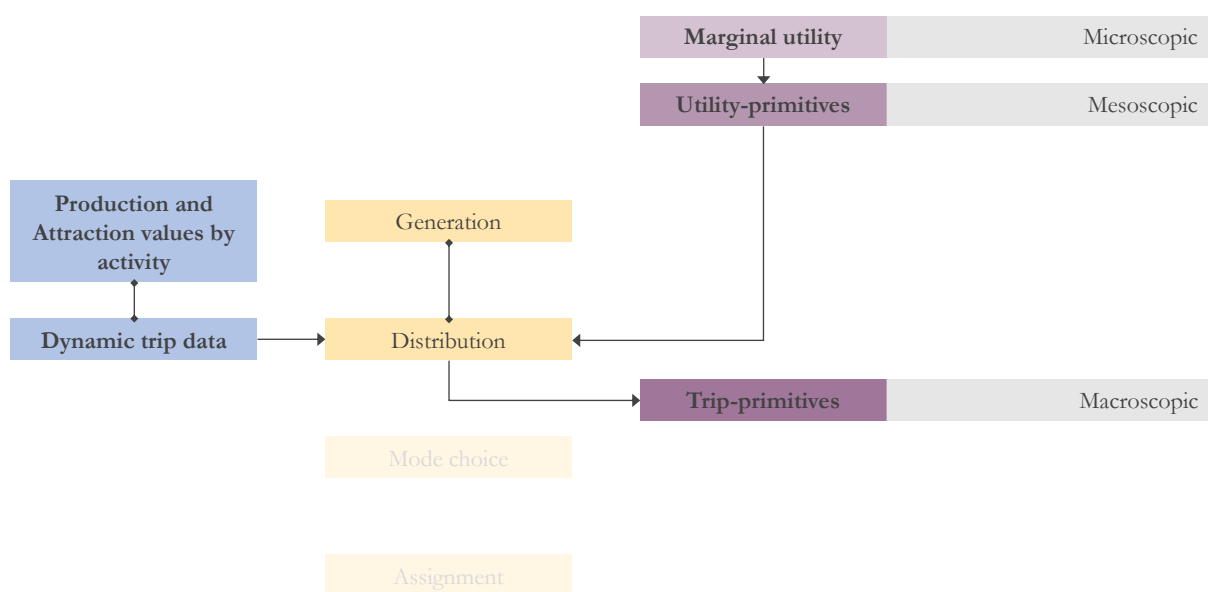 Marginal utility
Microscopic
Utility-primitives
Mesoscopic
Production and
Attraction values by
activity
Generation
Dynamic trip data
Distribution
Trip-primitives
Macroscopic
Mode choice
Assignment